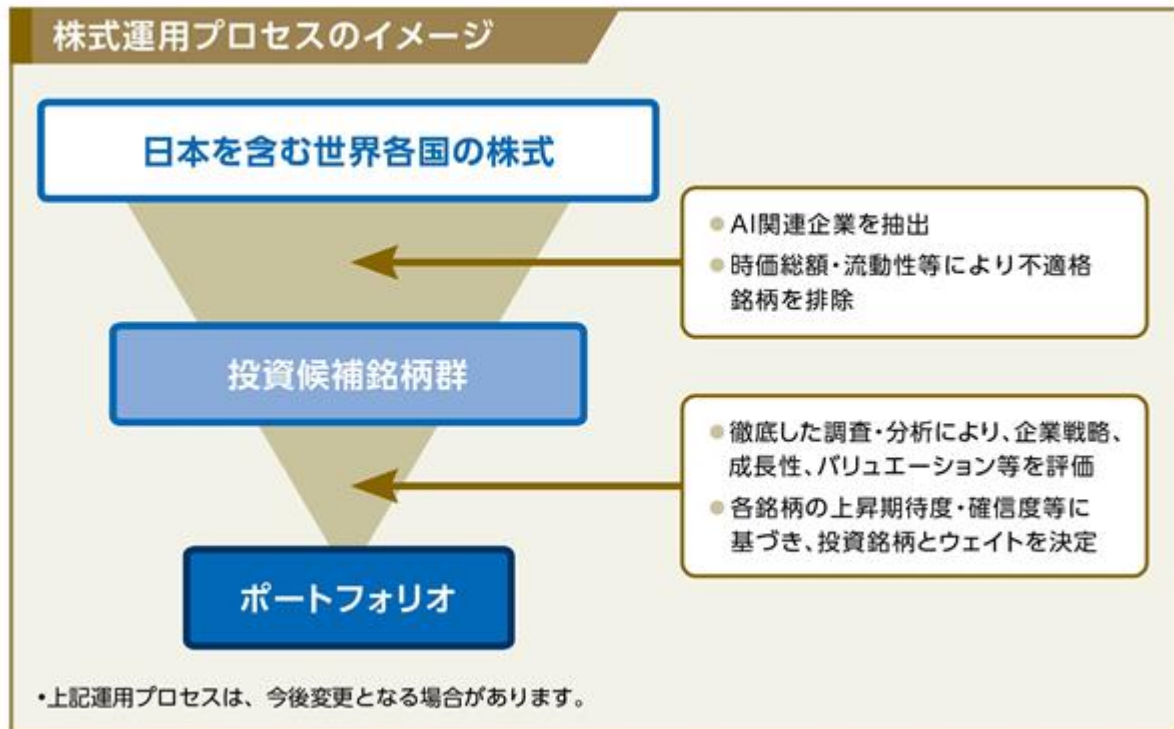 株式運用プロセスのイメージ
日本を含む世界各国の株式
●AI関連企業を抽出
●時価総額・流動性等により不適格
銘柄を排除
投資候補銘柄群
●徹底した調査・分析により、企業戦略、
成長性、バリュエーション等を評価
●各銘柄の上昇期待度・確信度等に
基づき、投資銘柄とウェイトを決定
ポートフォリオ
・上記運用プロセスは、今後変更となる場合があります。